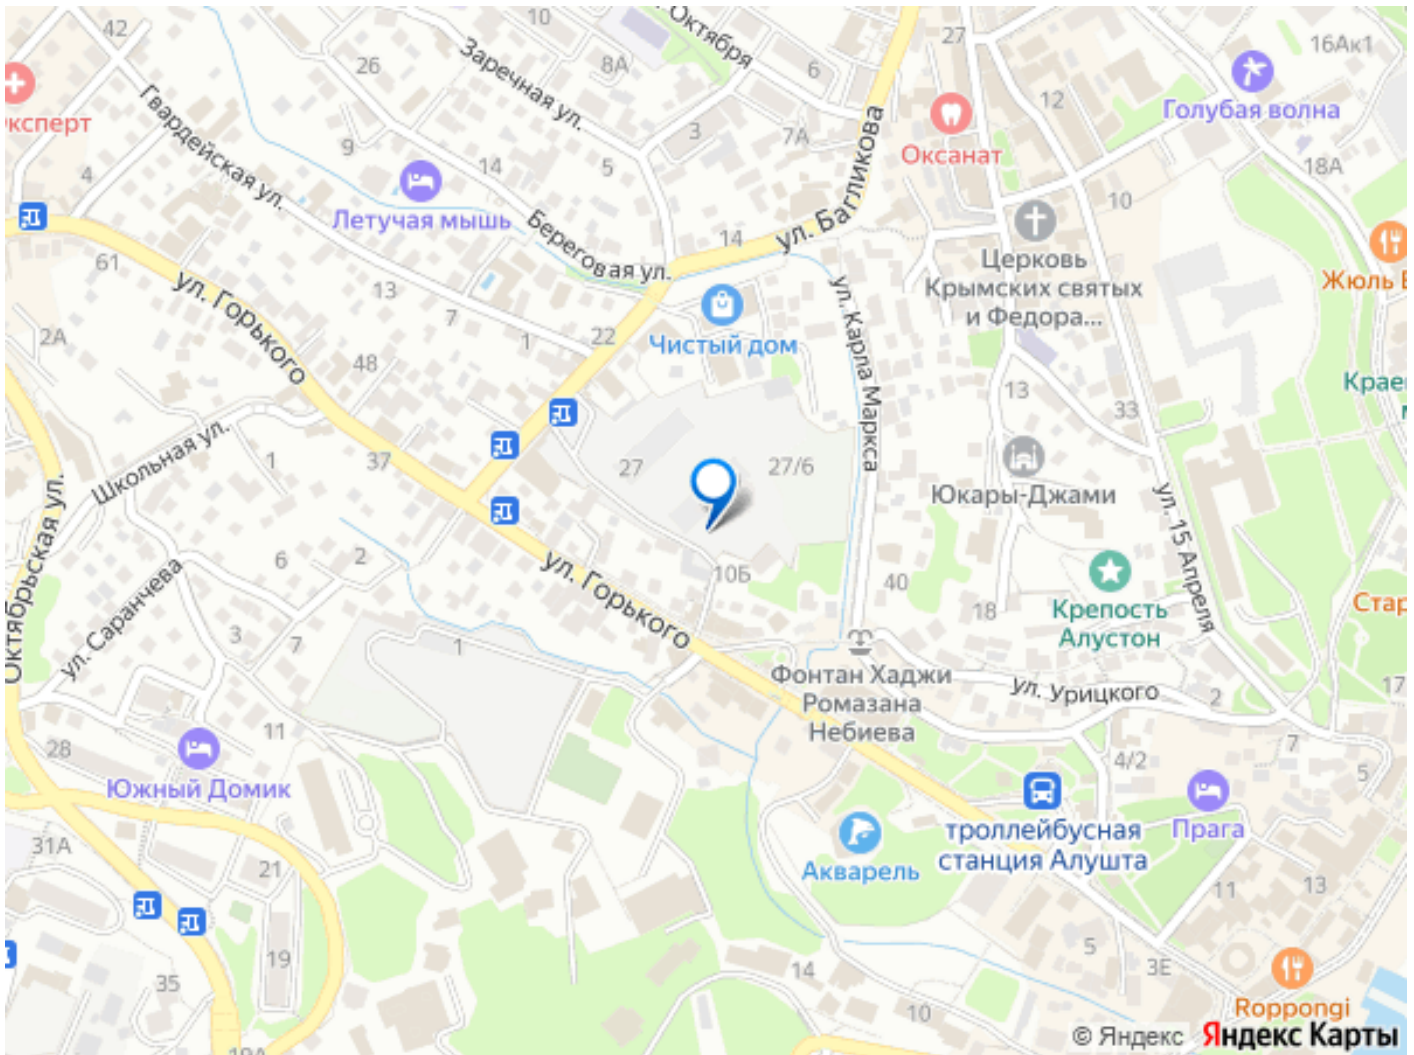 42
10
Октября
27
16Ак1
Заречная ул.
8А
6
26
12
Голубая волна
Гвардейская ул.
эксперт
3
7А
Оксанат
9
14
5
18А
4
ул. Багликова
Летучая мышь
Береговая ул.
14
10
61
Церковь
Крымских святых
и Федора...
ул. Горького
13
7
1
22
Чистый дом
ул. Карла Маркса
2А
48
13
33
Школьная ул.
1
37
27
27/6
Юкары-Джами
ул. 15 Апреля
Октябрьская ул.
6
2
ул. Горького
10Б
40
18
Крепость
Алустон
ул. Саранчева
3
7
1
Фонтан Хаджи
Ромазана
Небиева
ул. Урицкого
2
17
11
28
Южный Домик
7
4/2
5
троллейбусная
станция Алушта
Прага
31А
21
Акварель
11
13
19
35
14
5
3Е
10
Roppongi
19А
© Яндекс Яндекс Карты